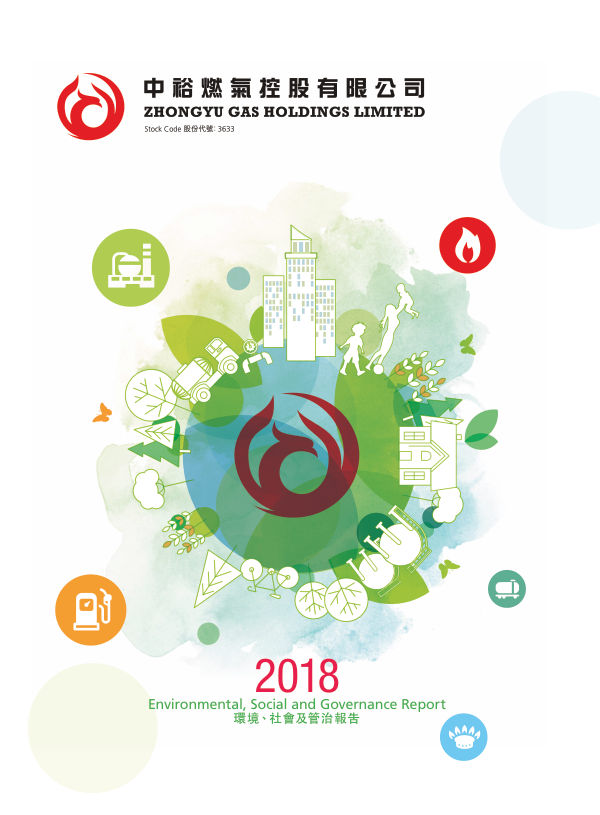 中裕燃氣控股有限公司
ZHONGYU GAS HOLDINGS LIMITED
Stock Code 股份代號: 3633
2018
Environmental, Social and Governance Report
環境、社會及管治報告